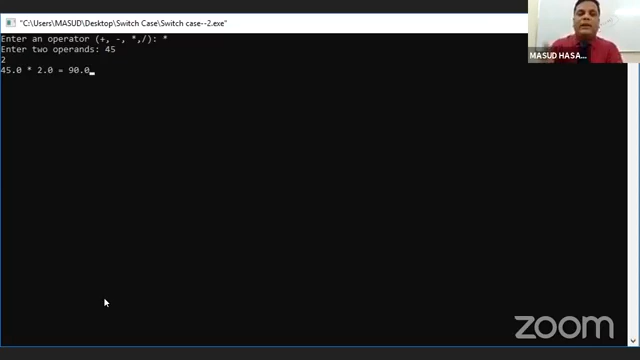 "C:\Users\MASUD\Desktop\Switch Case\Switch case--2.exe"
Enter an operator (+, -, *,/): *
Enter two operands: 45
2
45.0 * 2.0 = 90.0
MASUD HASA...
zoom